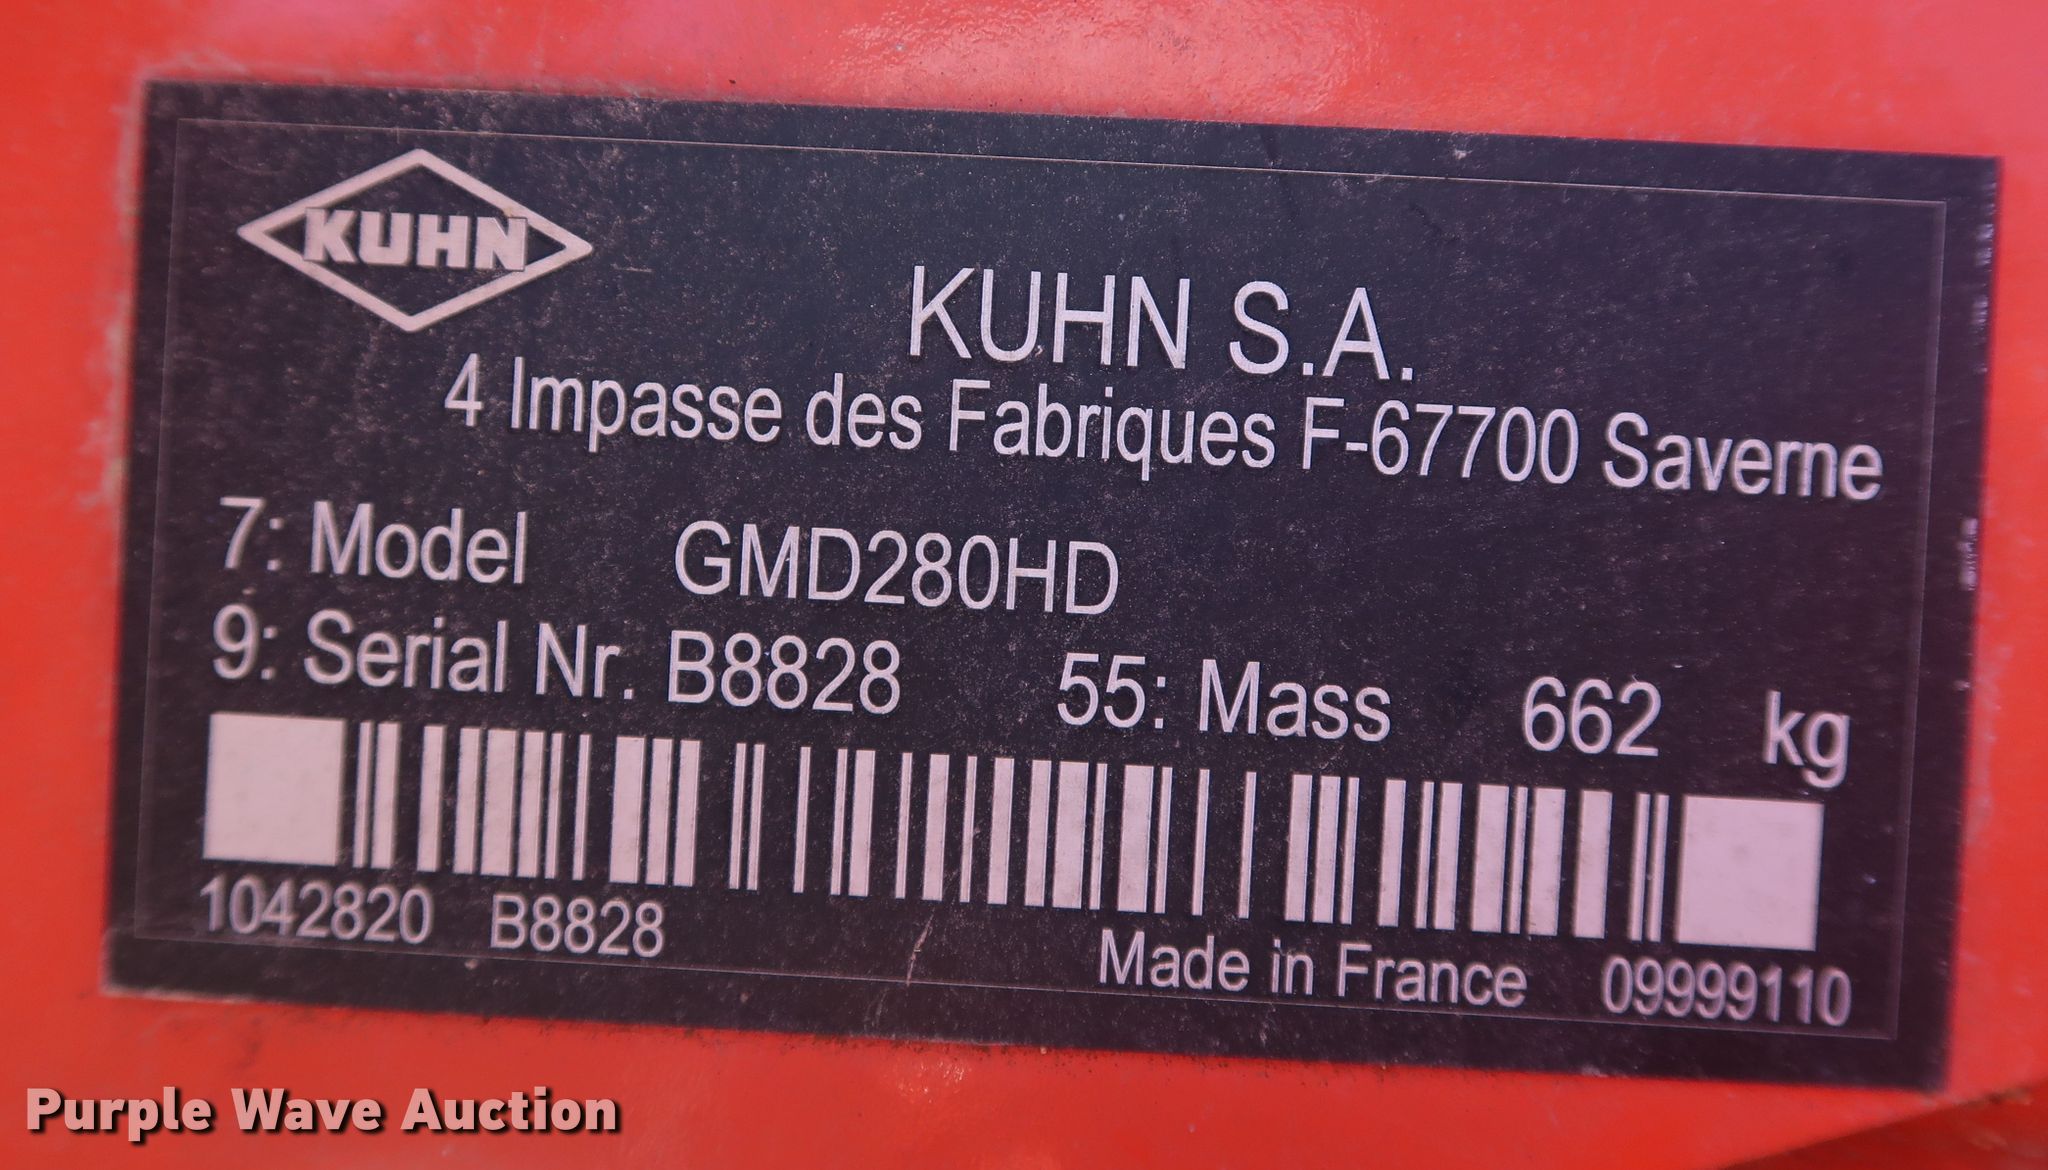 KUHN
KUHN S.A.
4 Impasse des Fabriques F-67700 Saverne
7: Model GMD280HD
9: Serial Nr. B8828 55: Mass 662 kg
1042820 B8828
Made in France 09999110
Purple Wave Auction